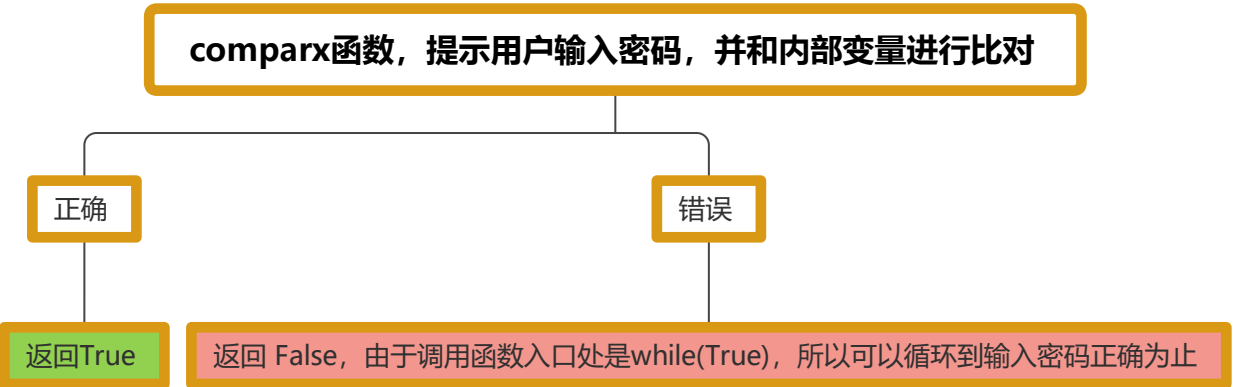 comparx函数，提示用户输入密码，并和内部变量进行比对
正确
错误
返回True
返回 False，由于调用函数入口处是while(True)，所以可以循环到输入密码正确为止